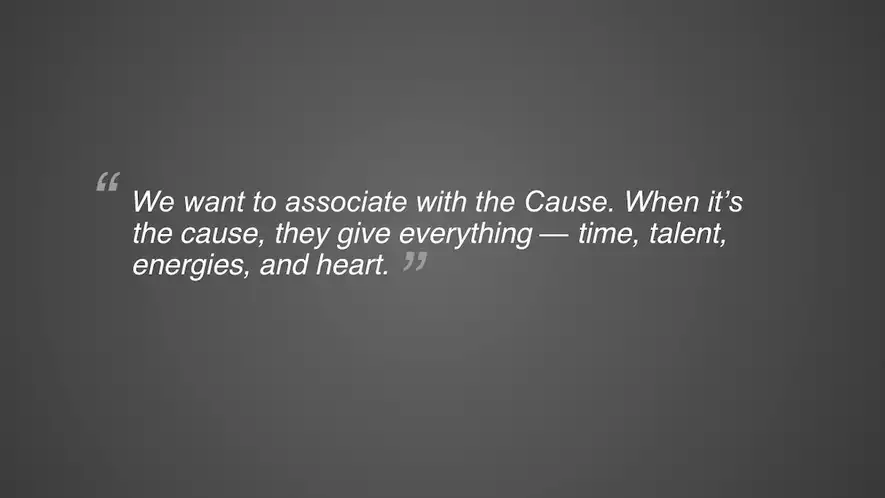 “ We want to associate with the Cause. When it’s
the cause, they give everything — time, talent,
energies, and heart. ”